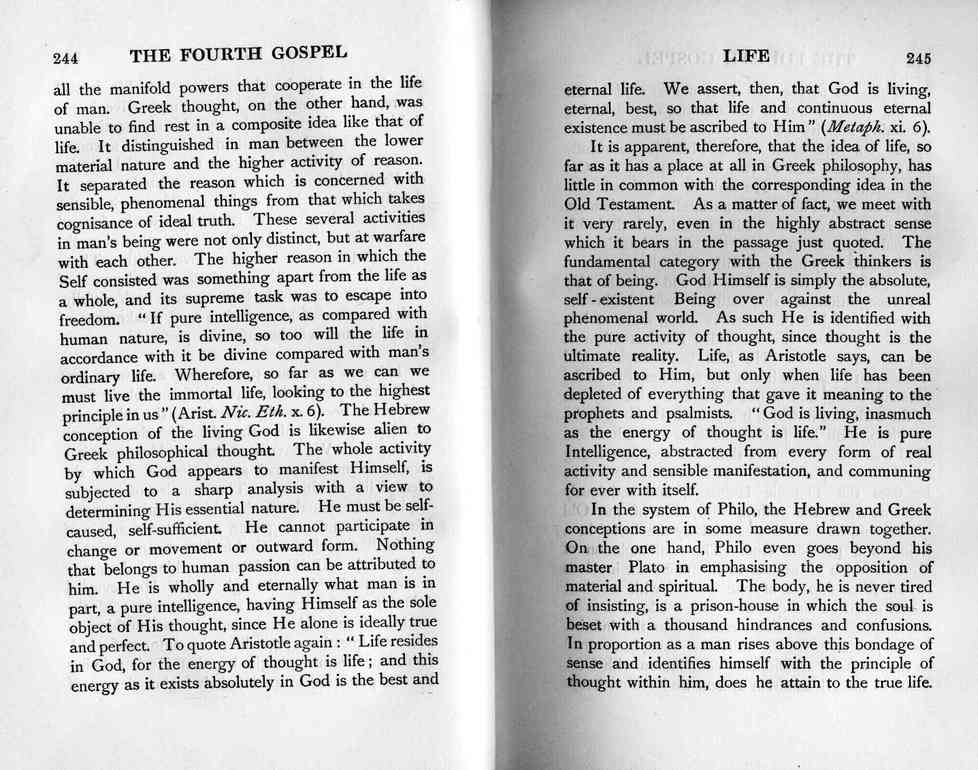 244 THE FOURTH GOSPEL
all the manifold powers that cooperate in the life
of man. Greek thought, on the other hand, was
unable to find rest in a composite idea like that of
life. It distinguished in man between the lower
material nature and the higher activity of reason.
It separated the reason which is concerned with
sensible, phenomenal things from that which takes
cognisance of ideal truth. These several activities
in man's being were not only distinct, but at warfare
with each other. The higher reason in which the
Self consisted was something apart from the life as
a whole, and its supreme task was to escape into
freedom. "If pure intelligence, as compared with
human nature, is divine, so too will the life in
accordance with it be divine compared with man's
ordinary life. Wherefore, so far as we can we
must live the immortal life, looking to the highest
principle in us" (Arist. Nic. Eth. x. 6). The Hebrew
conception of the living God is likewise alien to
Greek philosophical thought. The whole activity
by which God appears to manifest Himself, is
subjected to a sharp analysis with a view to
determining His essential nature. He must be self-
caused, self-sufficient. He cannot participate in
change or movement or outward form. Nothing
that belongs to human passion can be attributed to
him. He is wholly and eternally what man is in
part, a pure intelligence, having Himself as the sole
object of His thought, since He alone is ideally true
and perfect. To quote Aristotle again: "Life resides
in God, for the energy of thought is life; and this
energy as it exists absolutely in God is the best and
LIFE 245
eternal life. We assert, then, that God is living,
eternal, best, so that life and continuous eternal
existence must be ascribed to Him" (Metaph. xi. 6).
It is apparent, therefore, that the idea of life, so
far as it has a place at all in Greek philosophy, has
little in common with the corresponding idea in the
Old Testament. As a matter of fact, we meet with
it very rarely, even in the highly abstract sense
which it bears in the passage just quoted. The
fundamental category with the Greek thinkers is
that of being. God Himself is simply the absolute,
self-existent Being over against the unreal
phenomenal world. As such He is identified with
the pure activity of thought, since thought is the
ultimate reality. Life, as Aristotle says, can be
ascribed to Him, but only when life has been
depleted of everything that gave it meaning to the
prophets and psalmists. "God is living, inasmuch
as the energy of thought is life." He is pure
Intelligence, abstracted from every form of real
activity and sensible manifestation, and communing
for ever with itself.
In the system of Philo, the Hebrew and Greek
conceptions are in some measure drawn together.
On the one hand, Philo even goes beyond his
master Plato in emphasising the opposition of
material and spiritual. The body, he is never tired
of insisting, is a prison-house in which the soul is
beset with a thousand hindrances and confusions.
In proportion as a man rises above this bondage of
sense and identifies himself with the principle of
thought within him, does he attain to the true life.